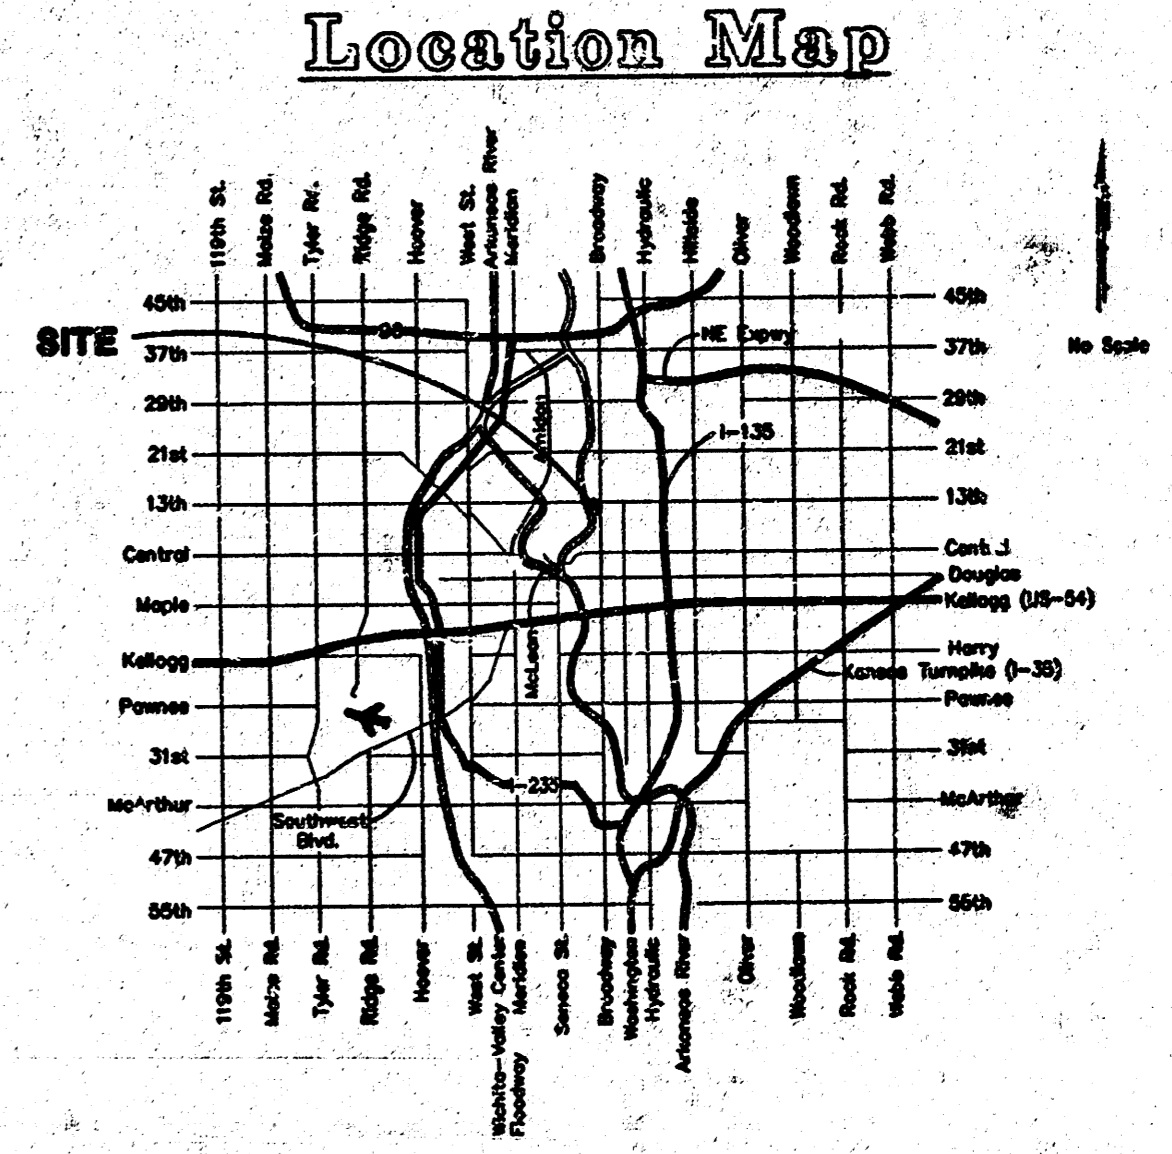 Location Map
119th St.
Maize Rd.
Tyler Rd.
Ridge Rd.
Hoover
West St.
Arkansas River
Meridian
Broadway
Hydraulic
Hillside
Oliver
Woodlawn
Rock Rd.
Webb Rd.
No Scale
SITE
45th
37th
29th
21st
13th
Central
Maple
Kellogg
Pawnee
31st
McArthur
47th
55th
96
NE Expwy
Amidon
I-135
McLean
I-235
Southwest
Blvd.
45th
37th
29th
21st
13th
Central
Douglas
Kellogg (US-54)
Harry
Kansas Turnpike (I-35)
Pawnee
31st
McArthur
47th
55th
119th St.
Maize Rd.
Tyler Rd.
Ridge Rd.
Hoover
West St.
Wichita-Valley Center
Floodway
Meridian
Seneca St.
Broadway
Washington
Hydraulic
Arkansas River
Oliver
Woodlawn
Rock Rd.
Webb Rd.